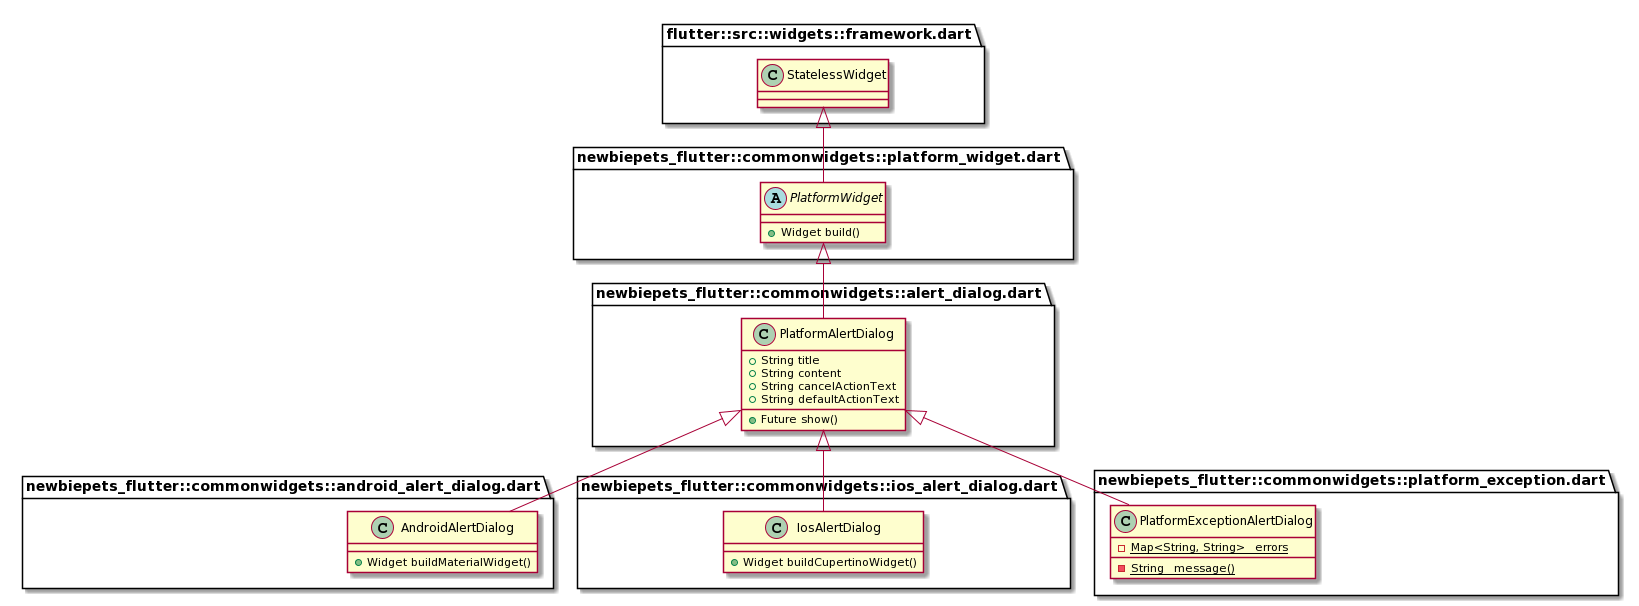 flutter::src::widgets::framework.dart
C StatelessWidget
newbiepets_flutter::commonwidgets::platform_widget.dart
A PlatformWidget
Widget build()
newbiepets_flutter::commonwidgets::alert_dialog.dart
C PlatformAlertDialog
String title
String content
String cancelActionText
String defaultActionText
Future show()
newbiepets_flutter::commonwidgets::android_alert_dialog.dart
C AndroidAlertDialog
Widget buildMaterialWidget()
newbiepets_flutter::commonwidgets::ios_alert_dialog.dart
C IosAlertDialog
Widget buildCupertinoWidget()
newbiepets_flutter::commonwidgets::platform_exception.dart
C PlatformExceptionAlertDialog
Map<String, String> _errors
String _message()